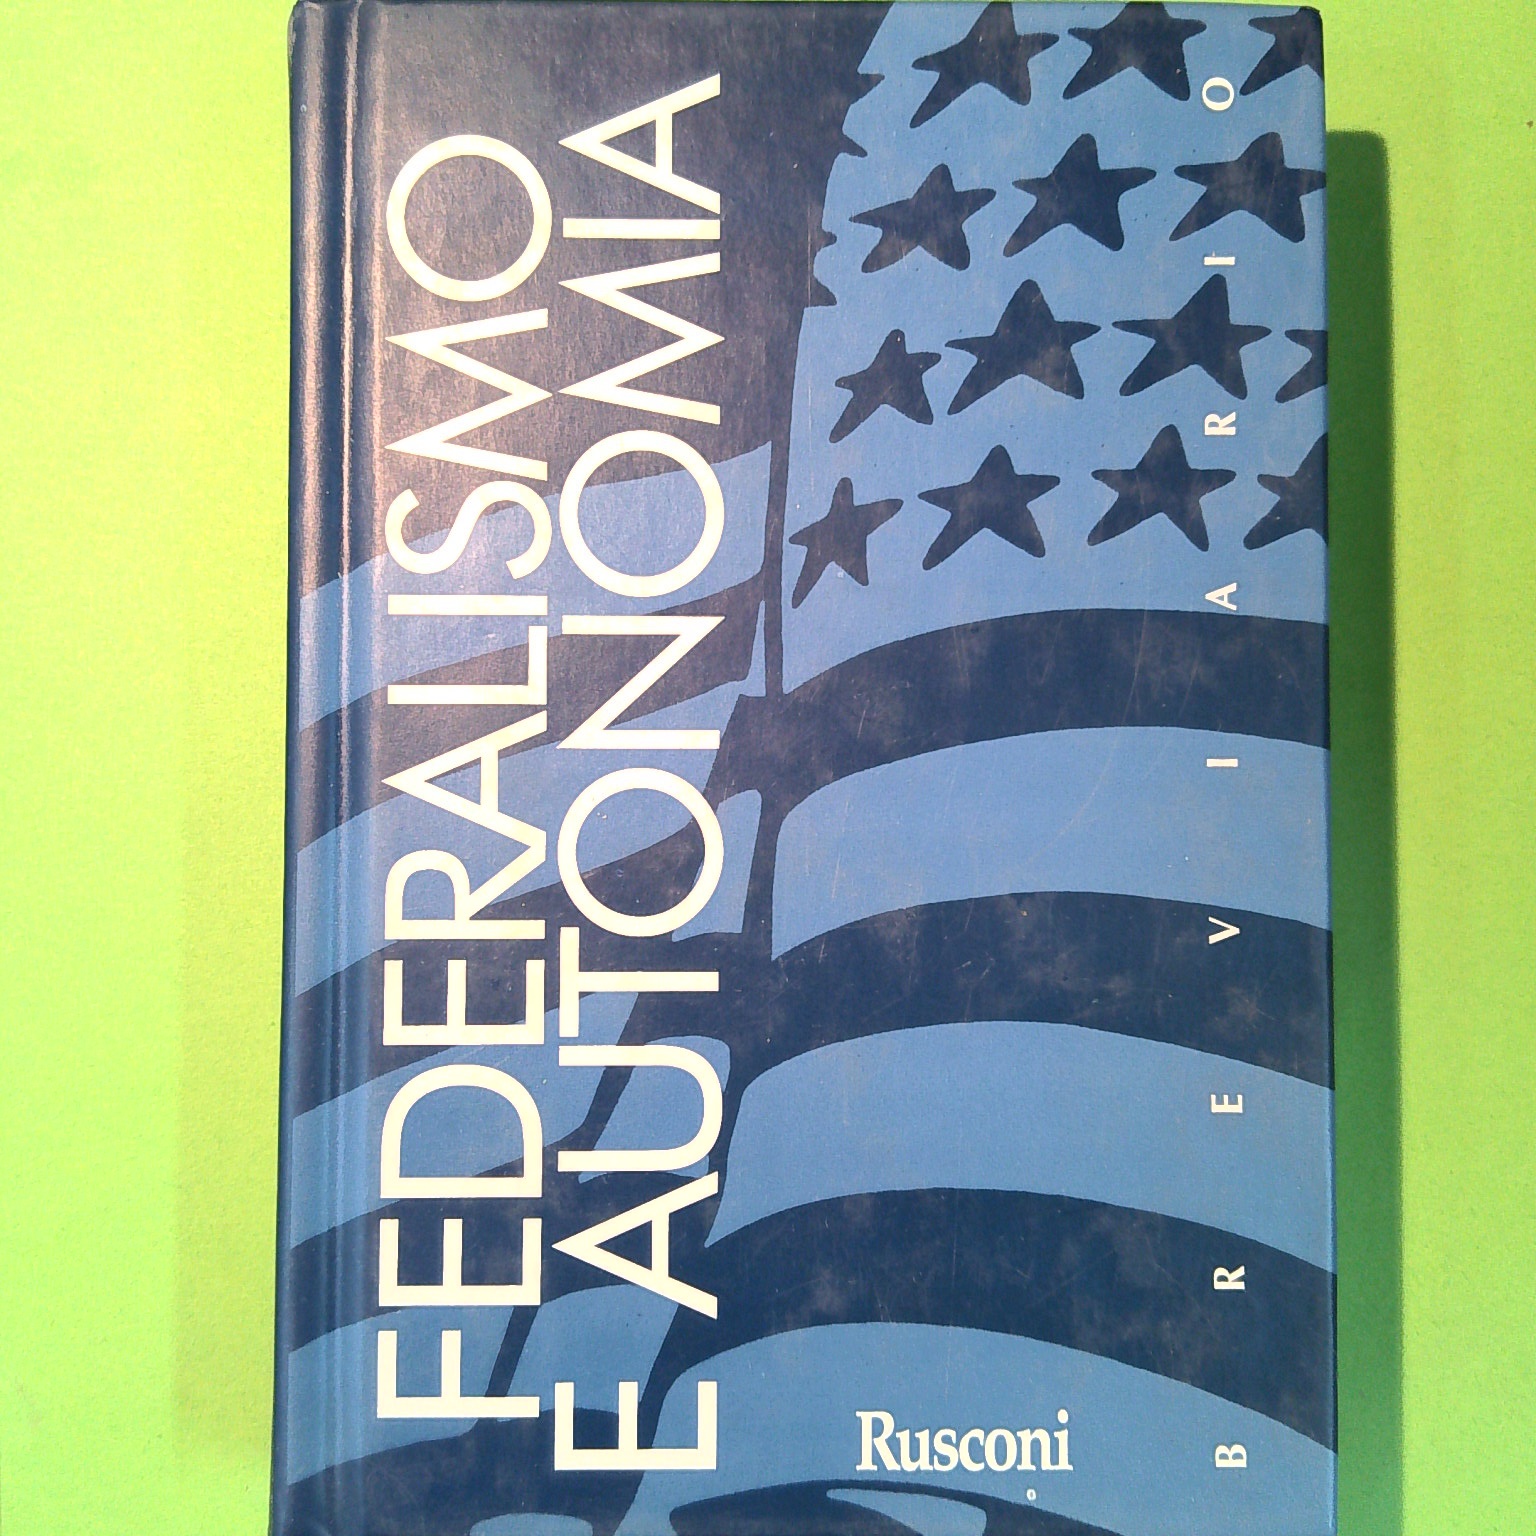 FEDERALISMO
E AUTONOMIA
Rusconi
BREVIARIO